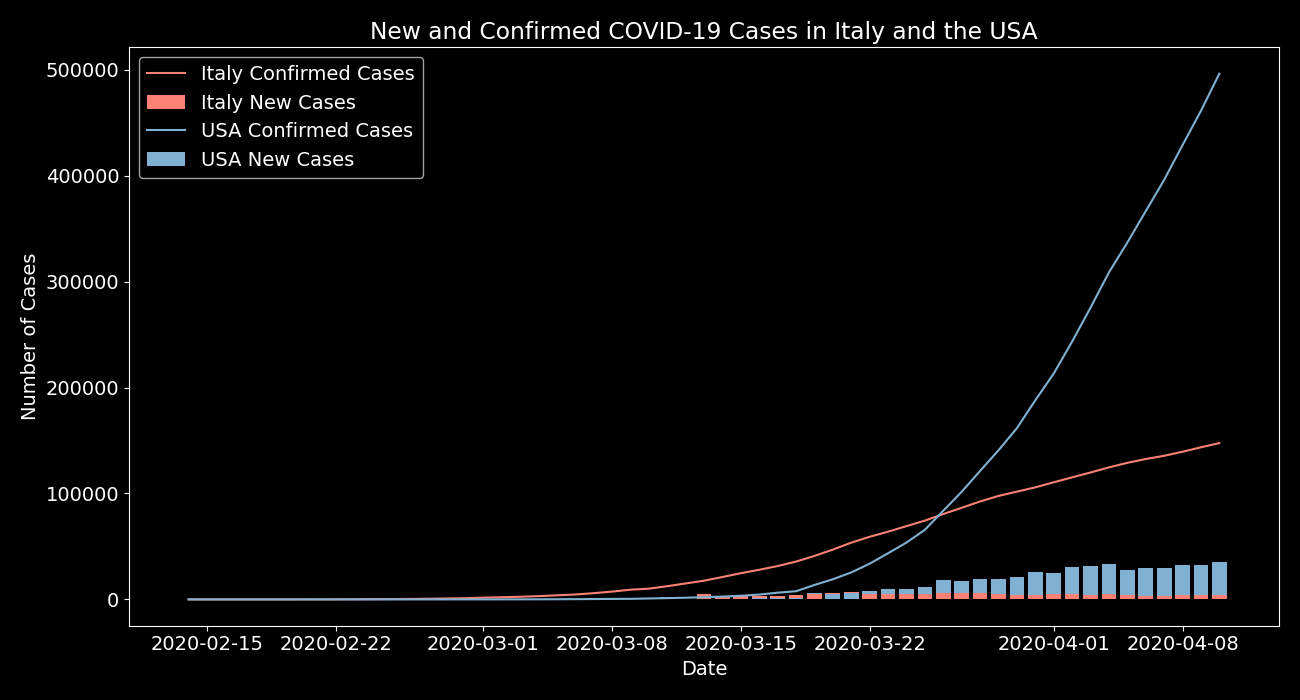 New and Confirmed COVID-19 Cases in Italy and the USA
Italy Confirmed Cases
Italy New Cases
USA Confirmed Cases
USA New Cases
500000
400000
300000
200000
100000
0
Number of Cases
2020-02-15 2020-02-22 2020-03-01 2020-03-08 2020-03-15 2020-03-22 2020-04-01 2020-04-08
Date